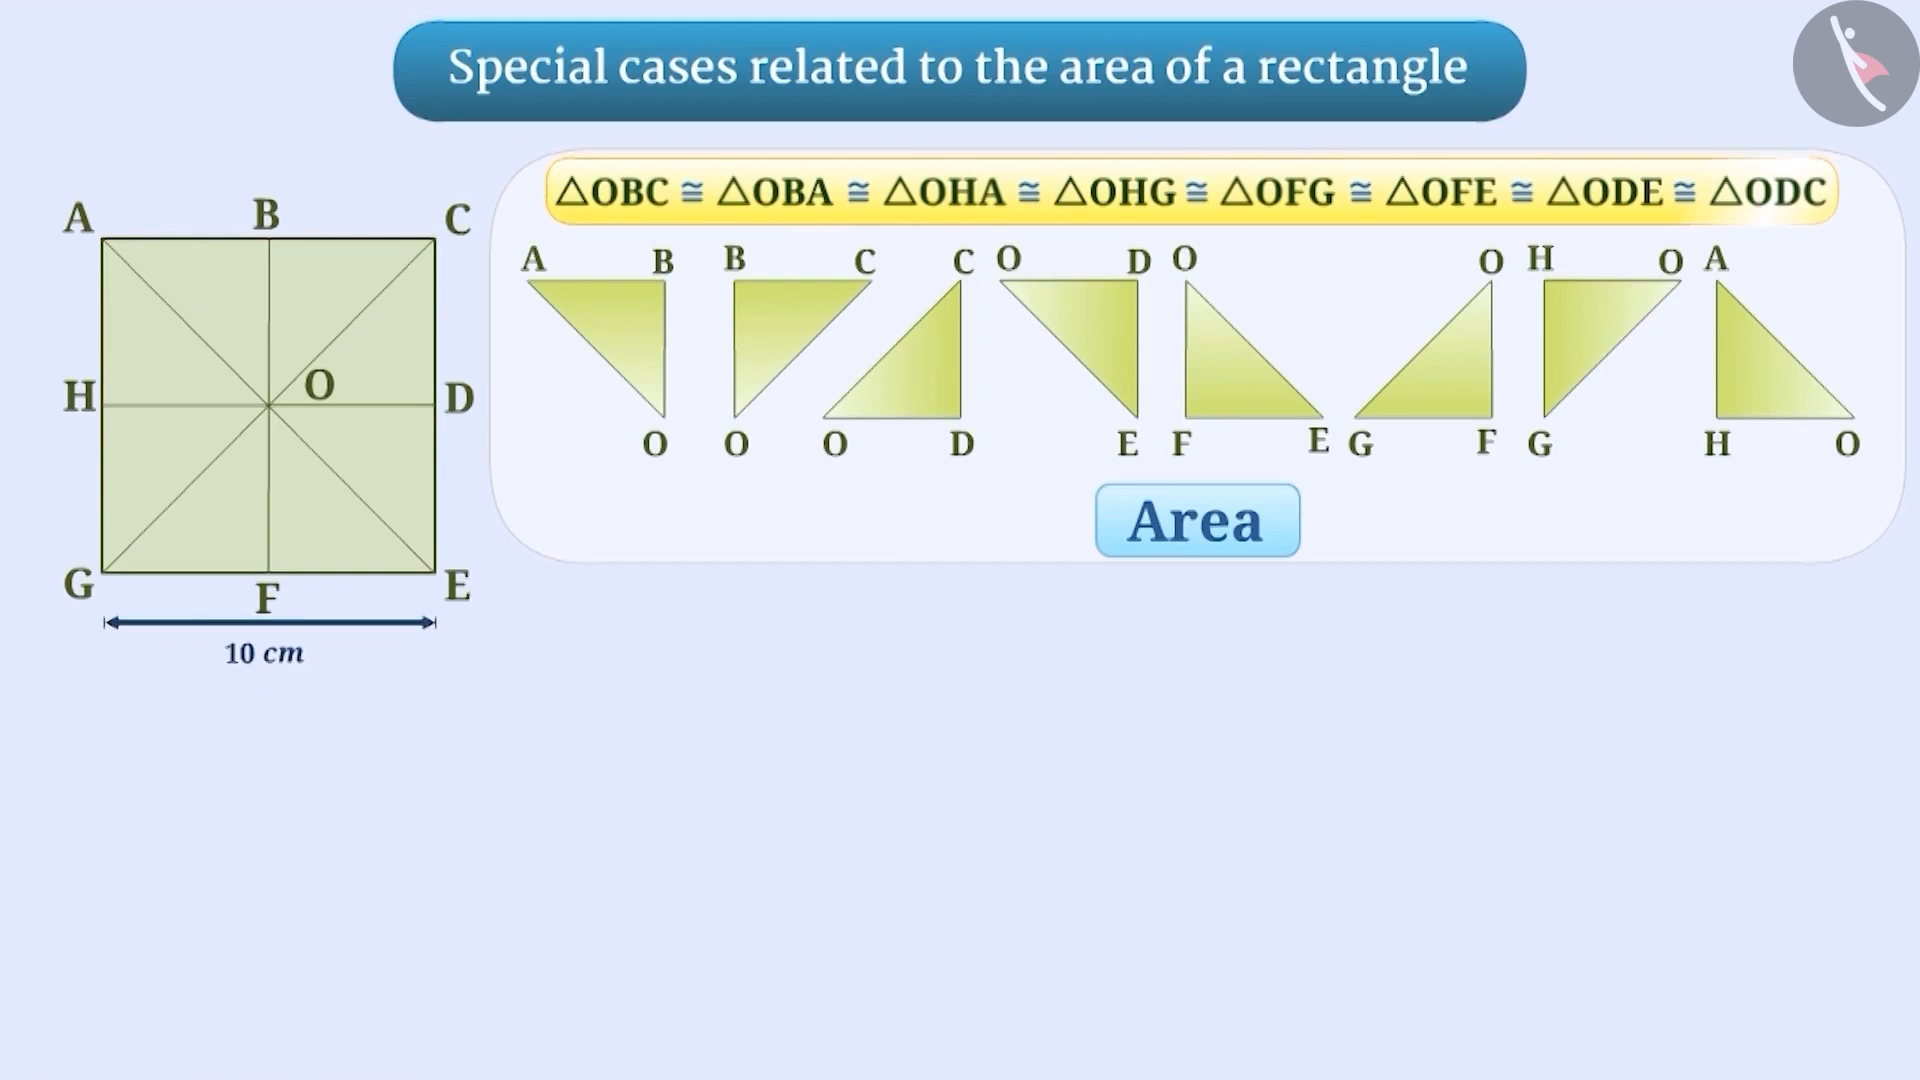 Special cases related to the area of a rectangle
△OBC ≅ △OBA ≅ △OHA ≅ △OHG ≅ △OFG ≅ △OFE ≅ △ODE ≅ △ODC
A B C
H O D
G F E
10 cm
A B B C C O D O O H O A
O O O D E F E G F G H O
Area